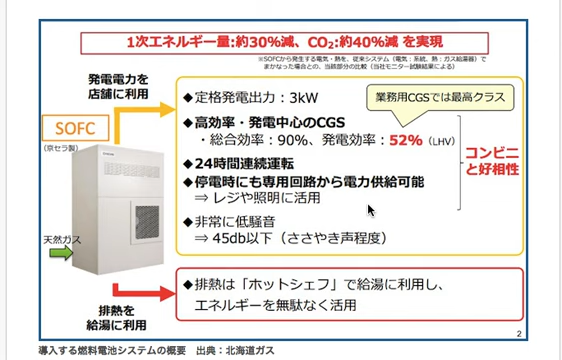 1次エネルギー量:約30%減、CO₂:約40%減 を実現
※SOFCから発生する電気・熱を、従来システム（電気：系統、熱：ガス給湯器）で
まかなった場合との、当該部分の比較（当社モニター試験結果による）
発電電力を
店舗に利用
SOFC
（京セラ製）
天然ガス
排熱を
給湯に利用
◆定格発電出力：3kW
業務用CGSでは最高クラス
◆高効率・発電中心のCGS
・総合効率：90%、発電効率：52%（LHV）
◆24時間連続運転
◆停電時にも専用回路から電力供給可能
⇒ レジや照明に活用
◆非常に低騒音
⇒ 45db以下（ささやき声程度）
コンビニ
と好相性
◆排熱は「ホットシェフ」で給湯に利用し、
エネルギーを無駄なく活用
2
導入する燃料電池システムの概要　出典：北海道ガス